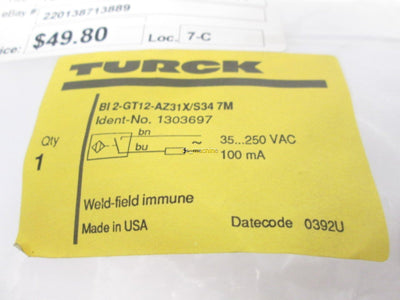 eBay # 220138713889
$49.80 Loc. 7-C
TURCK
BI 2-GT12-AZ31X/S34 7M
Ident-No. 1303697
Qty
1
bn
bu
~
35...250 VAC
100 mA
Weld-field immune
Made in USA
Datecode 0392U